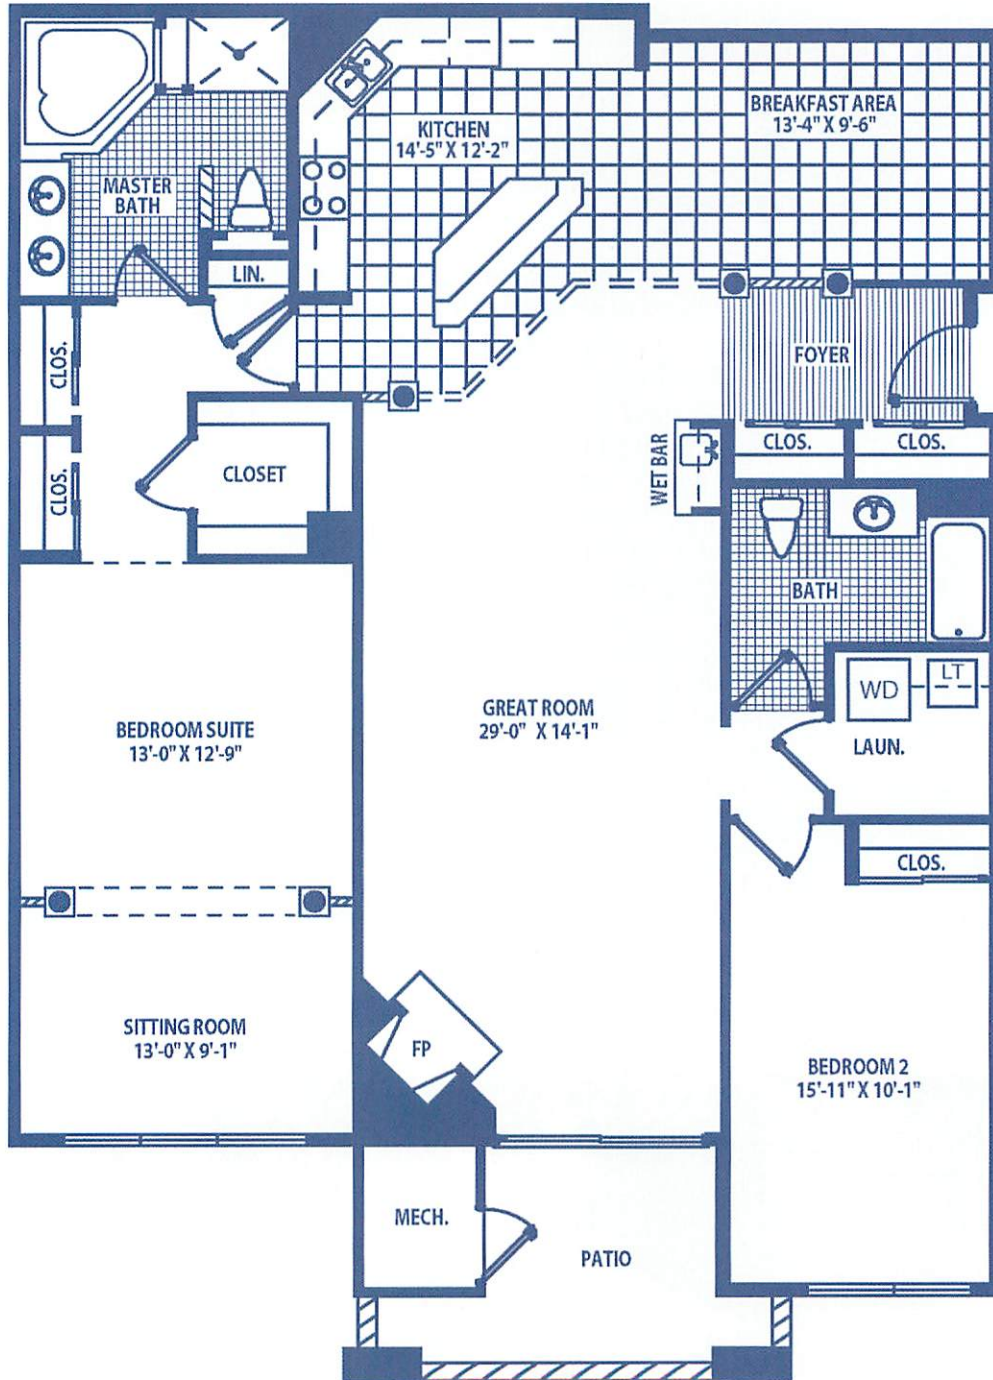 BREAKFAST AREA
13'-4" X 9'-6"
KITCHEN
14'-5" X 12'-2"
MASTER
BATH
LIN.
CLOS.
FOYER
CLOS.
CLOSET
WET BAR
CLOS.
CLOS.
BATH
WD
LT
LAUN.
BEDROOM SUITE
13'-0" X 12'-9"
GREAT ROOM
29'-0" X 14'-1"
CLOS.
SITTING ROOM
13'-0" X 9'-1"
FP
BEDROOM 2
15'-11" X 10'-1"
MECH.
PATIO